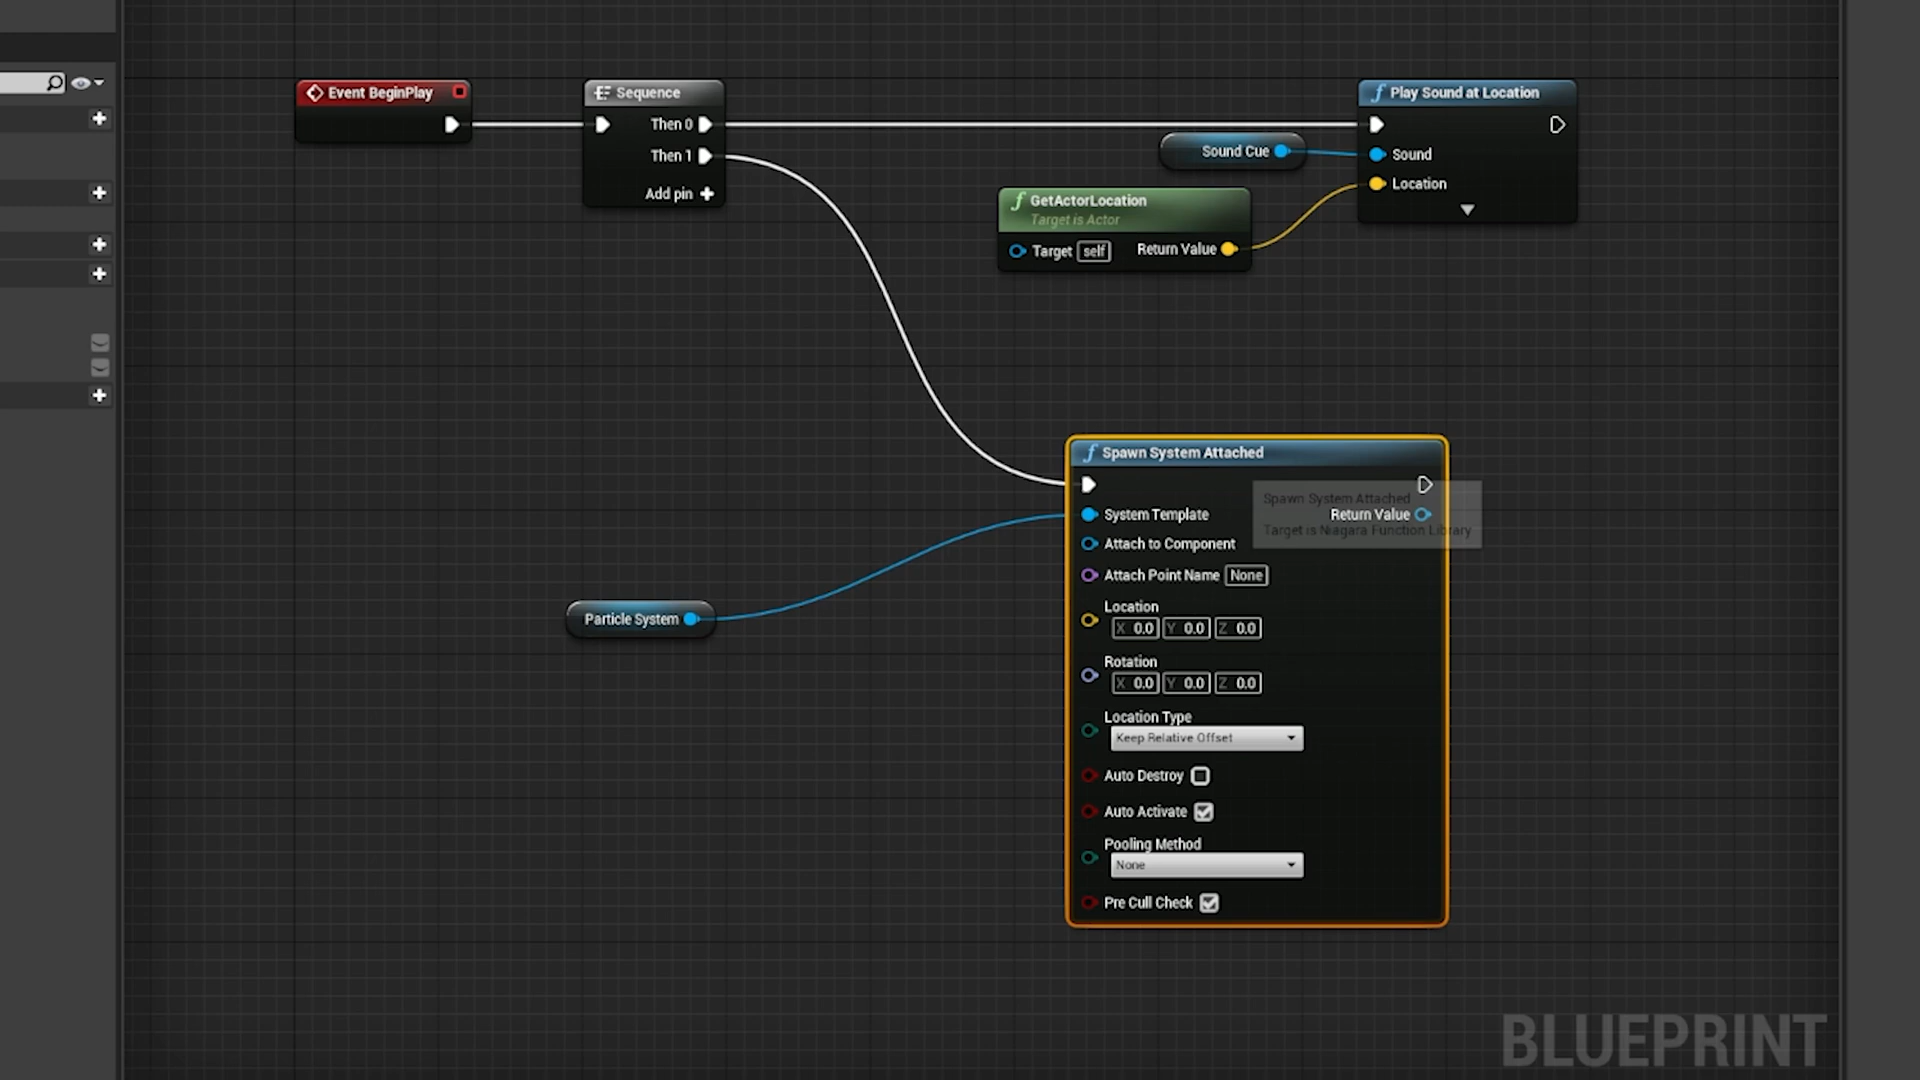 Event BeginPlay
Sequence
Then 0
Then 1
Add pin
Play Sound at Location
Sound
Location
Sound Cue
GetActorLocation
Target is Actor
Target self Return Value
Spawn System Attached
Spawn System Attached
System Template Return Value
Target is Niagara Function Library
Attach to Component
Attach Point Name None
Location
X 0.0 Y 0.0 Z 0.0
Rotation
X 0.0 Y 0.0 Z 0.0
Location Type
Keep Relative Offset
Auto Destroy
Auto Activate
Pooling Method
None
Pre Cull Check
Particle System
BLUEPRINT